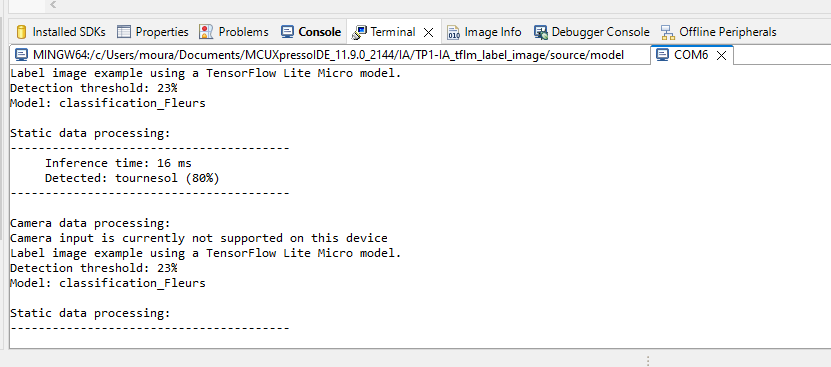 Installed SDKs Properties Problems Console Terminal Image Info Debugger Console Offline Peripherals
MINGW64:/c/Users/moura/Documents/MCUXpressoIDE_11.9.0_2144/IA/TP1-IA_tflm_label_image/source/model COM6
Label image example using a TensorFlow Lite Micro model.
Detection threshold: 23%
Model: classification_Fleurs
Static data processing:
----------------------------------------
Inference time: 16 ms
Detected: tournesol (80%)
----------------------------------------
Camera data processing:
Camera input is currently not supported on this device
Label image example using a TensorFlow Lite Micro model.
Detection threshold: 23%
Model: classification_Fleurs
Static data processing:
----------------------------------------